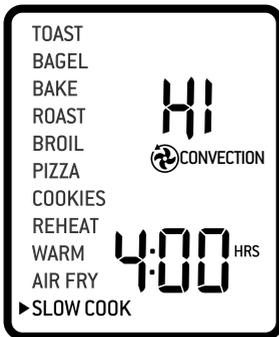 TOAST
BAGEL
BAKE
HI
ROAST
BROIL
CONVECTION
PIZZA
COOKIES
REHEAT
WARM
4:00 HRS
AIR FRY
SLOW COOK